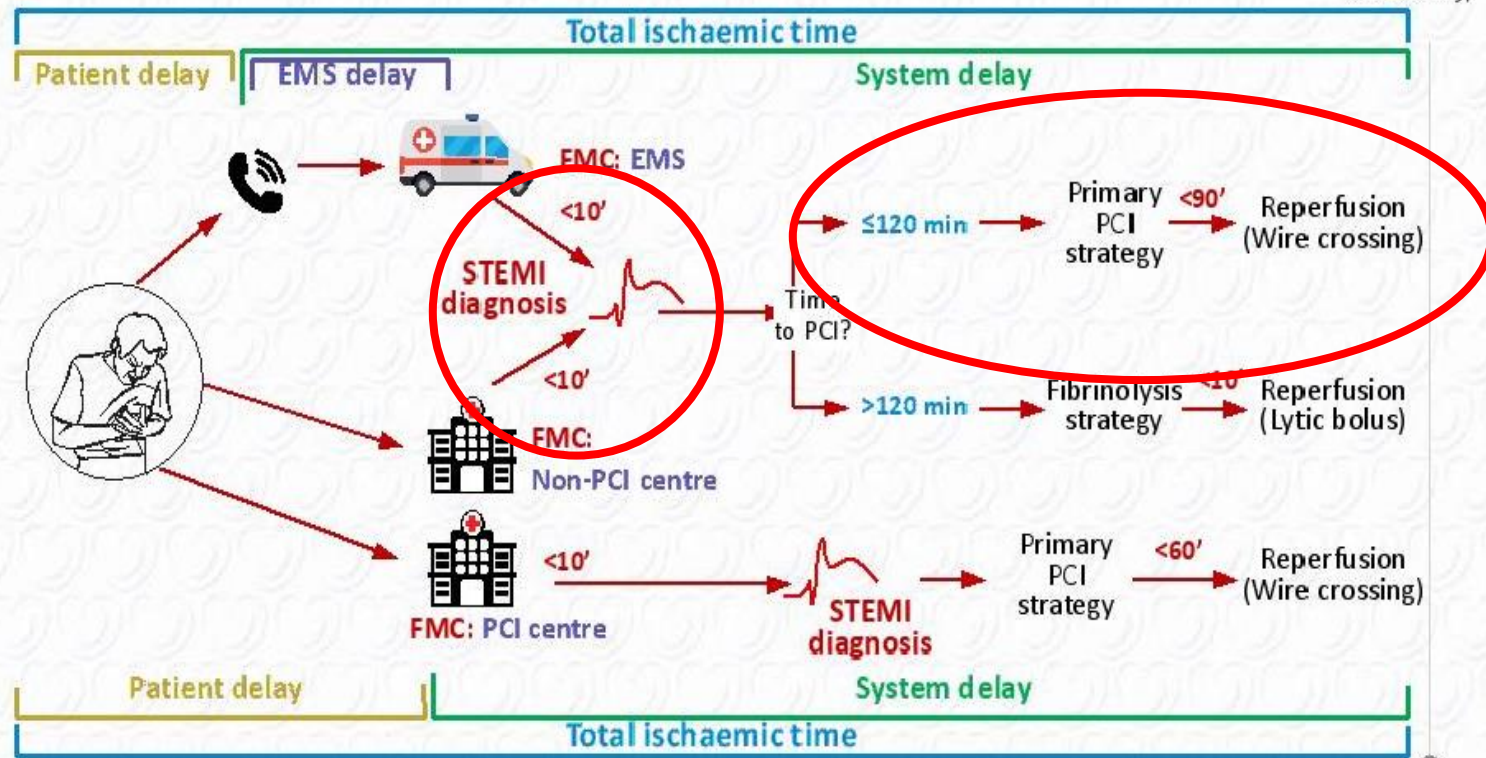 Total ischaemic time
Patient delay
EMS delay
System delay
FMC: EMS
<10'
STEMI
diagnosis
<10'
FMC:
Non-PCI centre
Time
to PCI?
≤120 min
Primary
PCI
strategy
<90'
Reperfusion
(Wire crossing)
>120 min
Fibrinolysis
strategy
<10'
Reperfusion
(Lytic bolus)
<10'
FMC: PCI centre
STEMI
diagnosis
Primary
PCI
strategy
<60'
Reperfusion
(Wire crossing)
Patient delay
System delay
Total ischaemic time